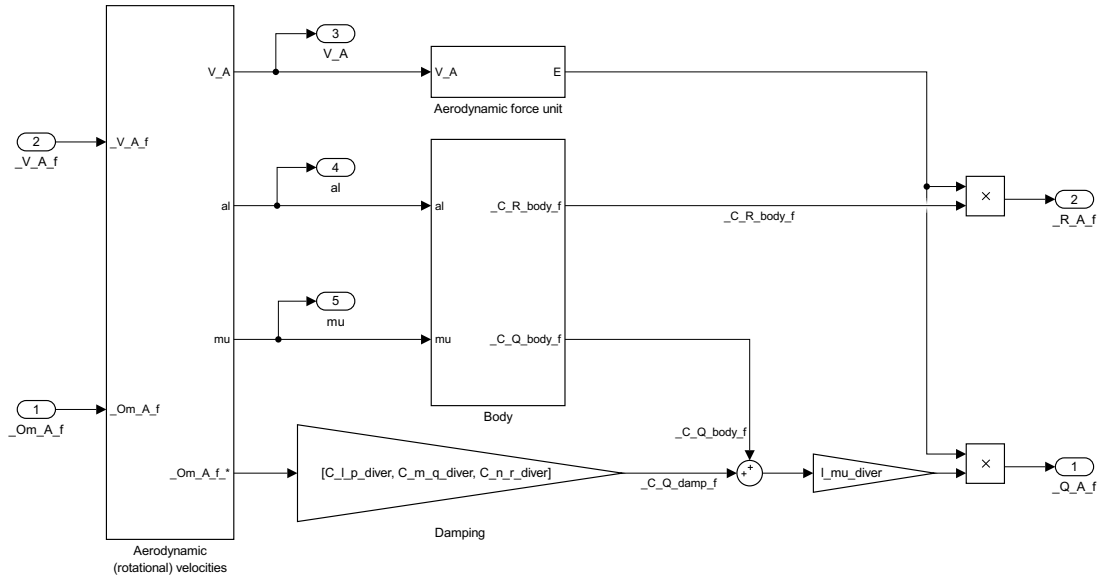 3
V_A
V_A
V_A
E
Aerodynamic force unit
2
_V_A_f
_V_A_f
4
al
al
al
_C_R_body_f
_C_R_body_f
×
2
_R_A_f
5
mu
mu
mu
_C_Q_body_f
Body
1
_Om_A_f
_Om_A_f
_C_Q_body_f
_Om_A_f_*
[C_l_p_diver, C_m_q_diver, C_n_r_diver]
_C_Q_damp_f
+
+
l_mu_diver
×
1
_Q_A_f
Damping
Aerodynamic
(rotational) velocities